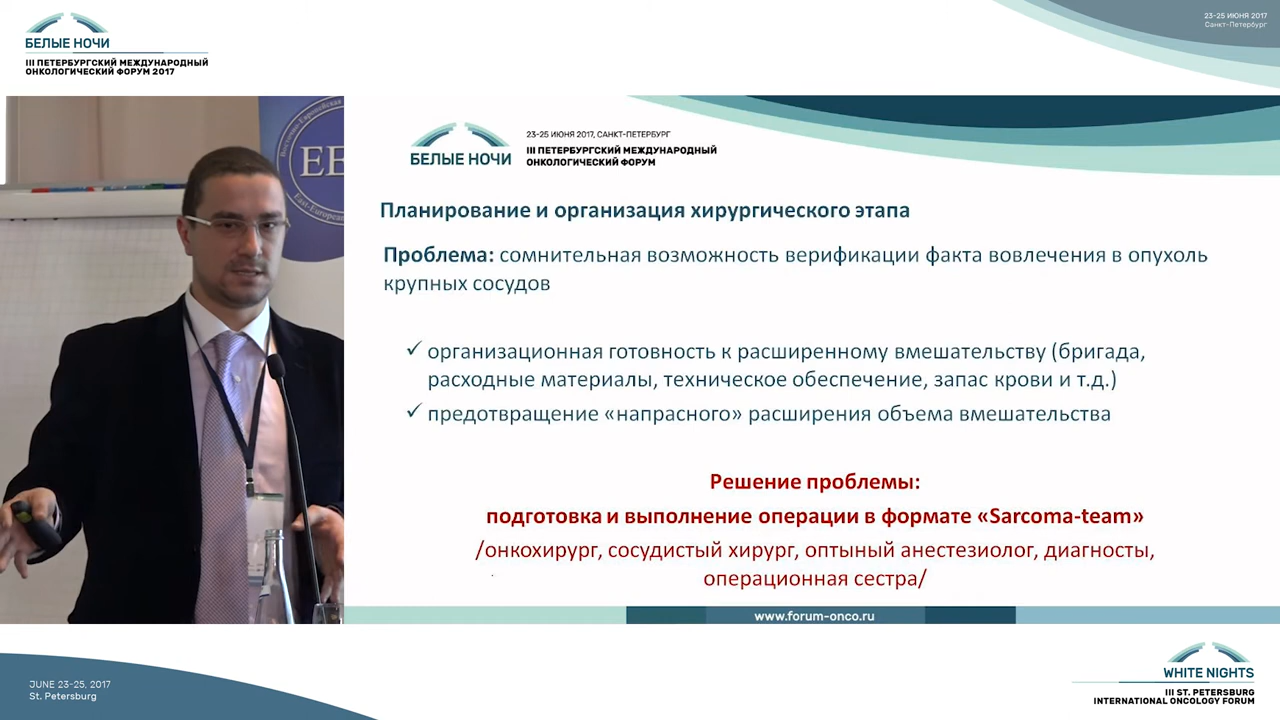 БЕЛЫЕ НОЧИ
III ПЕТЕРБУРГСКИЙ МЕЖДУНАРОДНЫЙ
ОНКОЛОГИЧЕСКИЙ ФОРУМ 2017
23-25 ИЮНЯ 2017
Санкт-Петербург
23-25 ИЮНЯ 2017, САНКТ-ПЕТЕРБУРГ
III ПЕТЕРБУРГСКИЙ МЕЖДУНАРОДНЫЙ
ОНКОЛОГИЧЕСКИЙ ФОРУМ
БЕЛЫЕ НОЧИ
Планирование и организация хирургического этапа
Проблема: сомнительная возможность верификации факта вовлечения в опухоль
крупных сосудов
✓ организационная готовность к расширенному вмешательству (бригада,
расходные материалы, техническое обеспечение, запас крови и т.д.)
✓ предотвращение «напрасного» расширения объема вмешательства
Решение проблемы:
подготовка и выполнение операции в формате «Sarcoma-team»
/онкохирург, сосудистый хирург, оптыный анестезиолог, диагносты,
операционная сестра/
www.forum-onco.ru
JUNE 23-25, 2017
St. Petersburg
WHITE NIGHTS
III ST. PETERSBURG
INTERNATIONAL ONCOLOGY FORUM